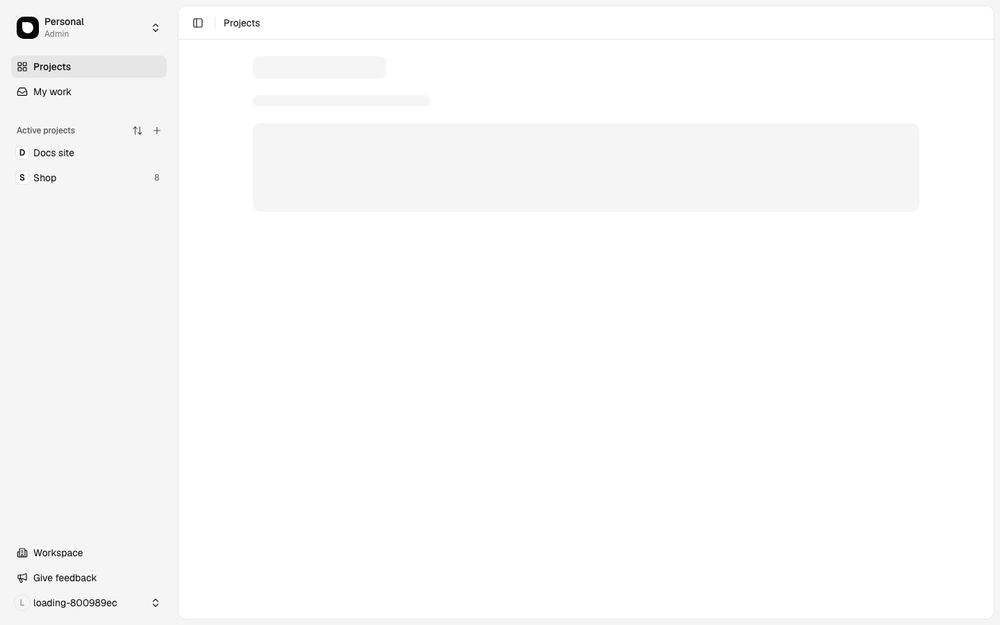 Personal
Admin
Projects
My work
Active projects
D Docs site
S Shop 8
Workspace
Give feedback
L loading-800989ec
Projects